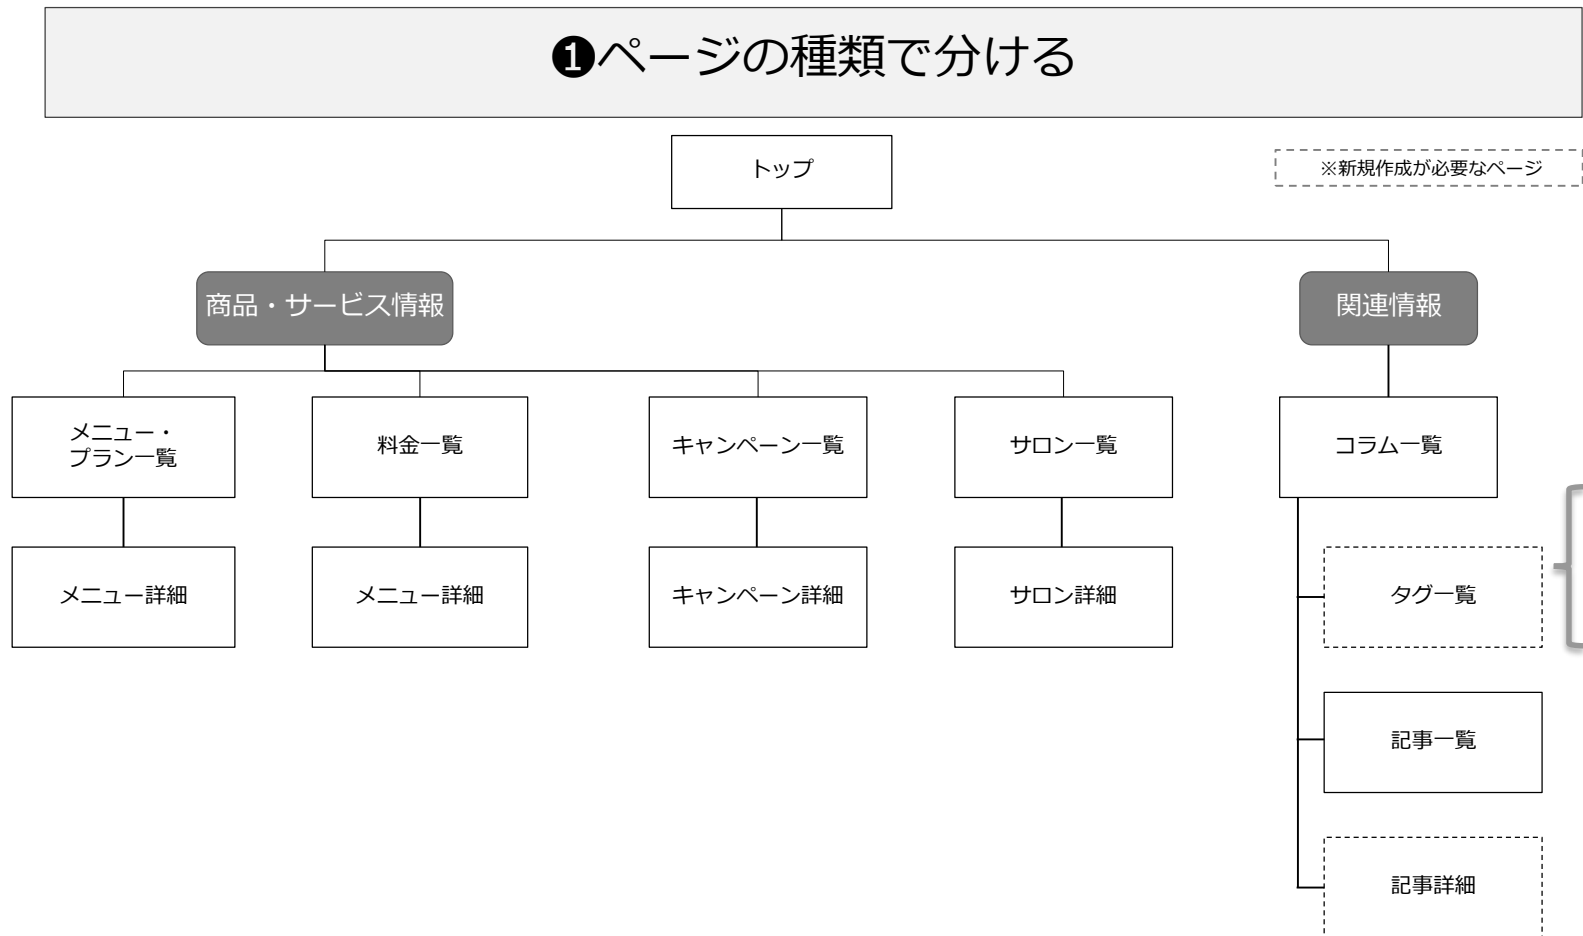 ❶ページの種類で分ける
トップ
※新規作成が必要なページ
商品・サービス情報
関連情報
メニュー・
プラン一覧
料金一覧
キャンペーン一覧
サロン一覧
コラム一覧
メニュー詳細
メニュー詳細
キャンペーン詳細
サロン詳細
タグ一覧
記事一覧
記事詳細